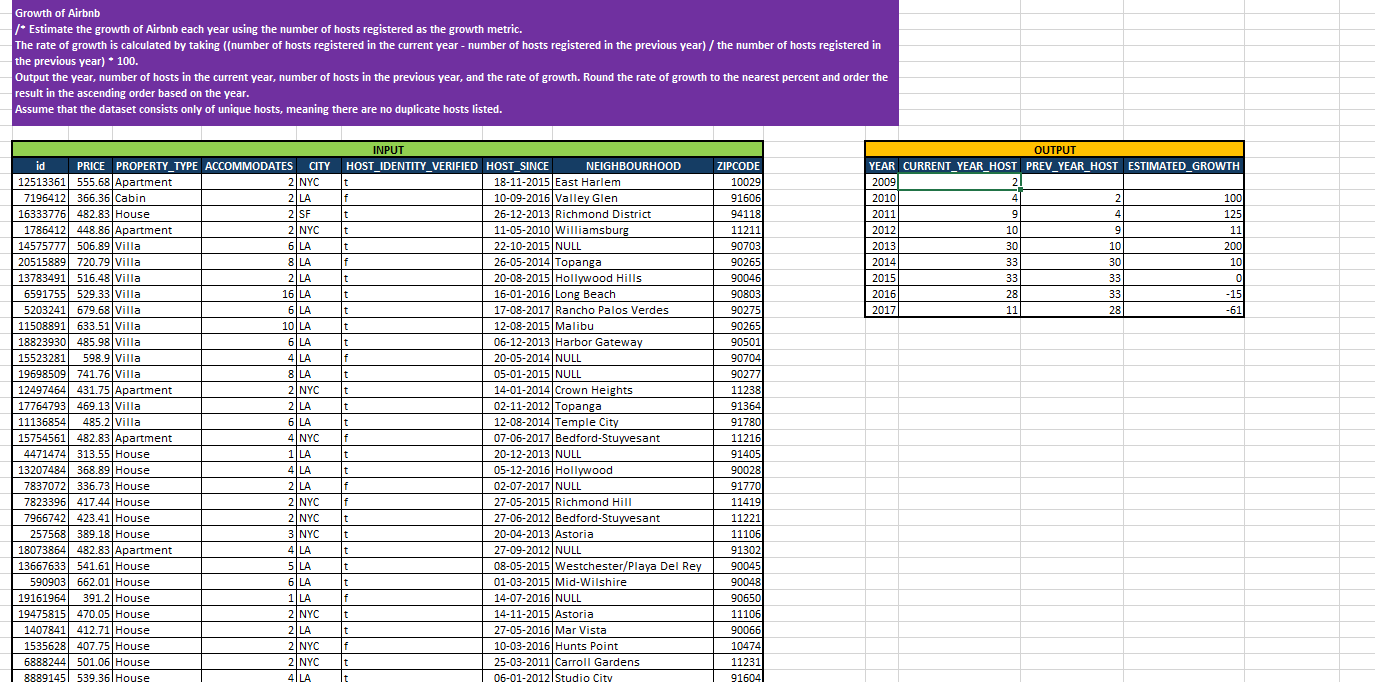 Growth of Airbnb
/* Estimate the growth of Airbnb each year using the number of hosts registered as the growth metric.
The rate of growth is calculated by taking ((number of hosts registered in the current year - number of hosts registered in the previous year) / the number of hosts registered in
the previous year) * 100.
Output the year, number of hosts in the current year, number of hosts in the previous year, and the rate of growth. Round the rate of growth to the nearest percent and order the
result in the ascending order based on the year.
Assume that the dataset consists only of unique hosts, meaning there are no duplicate hosts listed.
INPUT
id PRICE PROPERTY_TYPE ACCOMMODATES CITY HOST_IDENTITY_VERIFIED HOST_SINCE NEIGHBOURHOOD ZIPCODE
12513361 555.68 Apartment 2 NYC t 18-11-2015 East Harlem 10029
7196412 366.36 Cabin 2 LA f 10-09-2016 Valley Glen 91606
16333776 482.83 House 2 SF t 26-12-2013 Richmond District 94118
1786412 448.86 Apartment 2 NYC t 11-05-2010 Williamsburg 11211
14575777 506.89 Villa 6 LA t 22-10-2015 NULL 90703
20515889 720.79 Villa 8 LA f 26-05-2014 Topanga 90265
13783491 516.48 Villa 2 LA t 20-08-2015 Hollywood Hills 90046
6591755 529.33 Villa 16 LA t 16-01-2016 Long Beach 90803
5203241 679.68 Villa 6 LA t 17-08-2017 Rancho Palos Verdes 90275
11508891 633.51 Villa 10 LA t 12-08-2015 Malibu 90265
18823930 485.98 Villa 6 LA t 06-12-2013 Harbor Gateway 90501
15523281 598.9 Villa 4 LA f 20-05-2014 NULL 90704
19698509 741.76 Villa 8 LA t 05-01-2015 NULL 90277
12497464 431.75 Apartment 2 NYC t 14-01-2014 Crown Heights 11238
17764793 469.13 Villa 2 LA t 02-11-2012 Topanga 91364
11136854 485.2 Villa 6 LA t 12-08-2014 Temple City 91780
15754561 482.83 Apartment 4 NYC f 07-06-2017 Bedford-Stuyvesant 11216
4471474 313.55 House 1 LA t 20-12-2013 NULL 91405
13207484 368.89 House 4 LA t 05-12-2016 Hollywood 90028
7837072 336.73 House 2 LA f 02-07-2017 NULL 91770
7823396 417.44 House 2 NYC f 27-05-2015 Richmond Hill 11419
7966742 423.41 House 2 NYC t 27-06-2012 Bedford-Stuyvesant 11221
257568 389.18 House 3 NYC t 20-04-2013 Astoria 11106
18073864 482.83 Apartment 4 LA t 27-09-2012 NULL 91302
13667633 541.61 House 5 LA t 08-05-2015 Westchester/Playa Del Rey 90045
590903 662.01 House 6 LA t 01-03-2015 Mid-Wilshire 90048
19161964 391.2 House 1 LA f 14-07-2016 NULL 90650
19475815 470.05 House 2 NYC t 14-11-2015 Astoria 11106
1407841 412.71 House 2 LA t 27-05-2016 Mar Vista 90066
1535628 407.75 House 2 NYC f 10-03-2016 Hunts Point 10474
6888244 501.06 House 2 NYC t 25-03-2011 Carroll Gardens 11231
8889145 539.36 House 4 LA t 06-01-2012 Studio City 91604
OUTPUT
YEAR CURRENT_YEAR_HOST PREV_YEAR_HOST ESTIMATED_GROWTH
2009 2
2010 4 2 100
2011 9 4 125
2012 10 9 11
2013 30 10 200
2014 33 30 10
2015 33 33 0
2016 28 33 -15
2017 11 28 -61